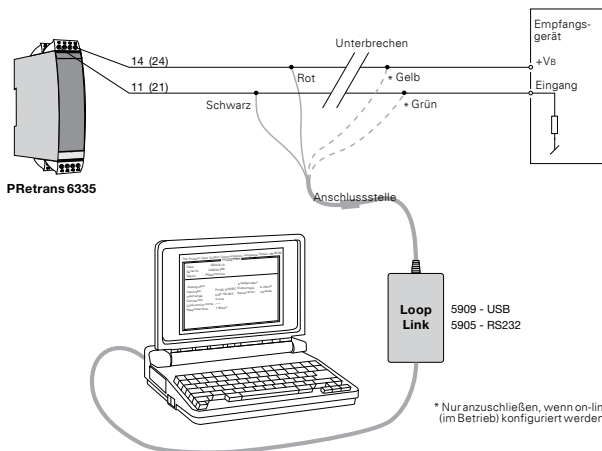 Empfangs-
gerät
Unterbrechen
14 (24)
+VB
Rot
* Gelb
11 (21)
Eingang
Schwarz
* Grün
PRetrans 6335
Anschlussstelle
Loop
Link
5909 - USB
5905 - RS232
* Nur anzuschließen, wenn on-lin
(im Betrieb) konfiguriert werden